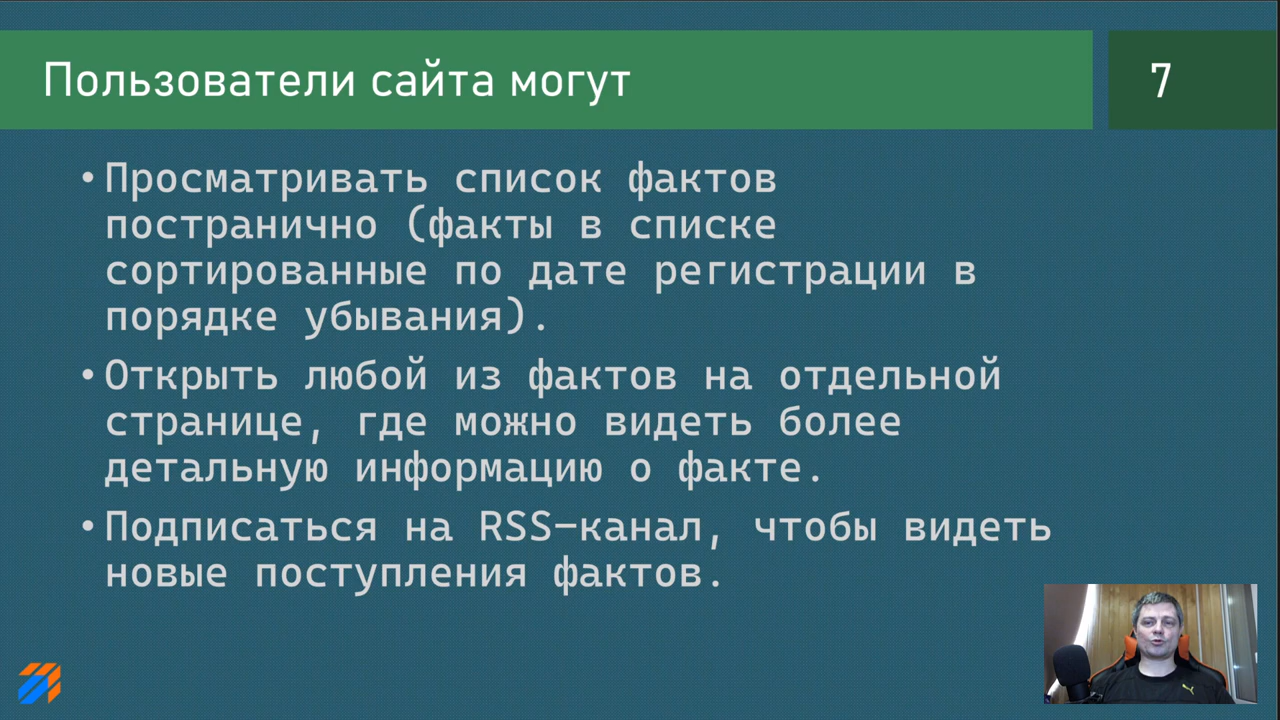 Пользователи сайта могут
7
•Просматривать список фактов
постранично (факты в списке
сортированные по дате регистрации в
порядке убывания).
•Открыть любой из фактов на отдельной
странице, где можно видеть более
детальную информацию о факте.
•Подписаться на RSS-канал, чтобы видеть
новые поступления фактов.